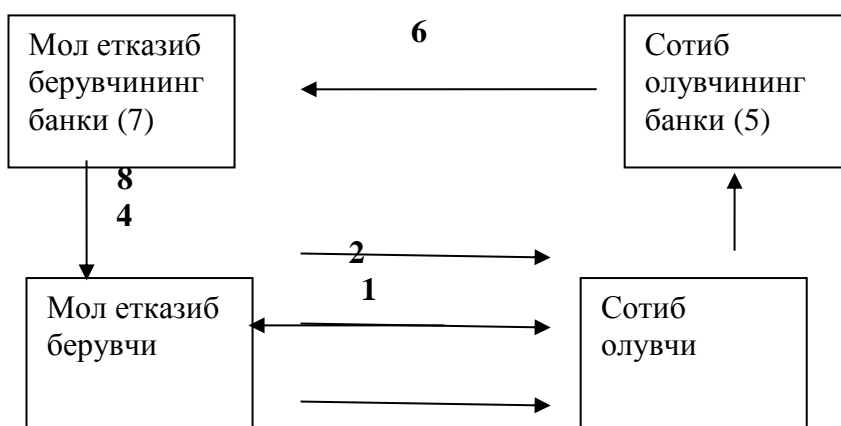 6
Мол етказиб
берувчининг
банки (7)
Сотиб
олувчининг
банки (5)
8
4
2
1
Мол етказиб
берувчи
Сотиб
олувчи